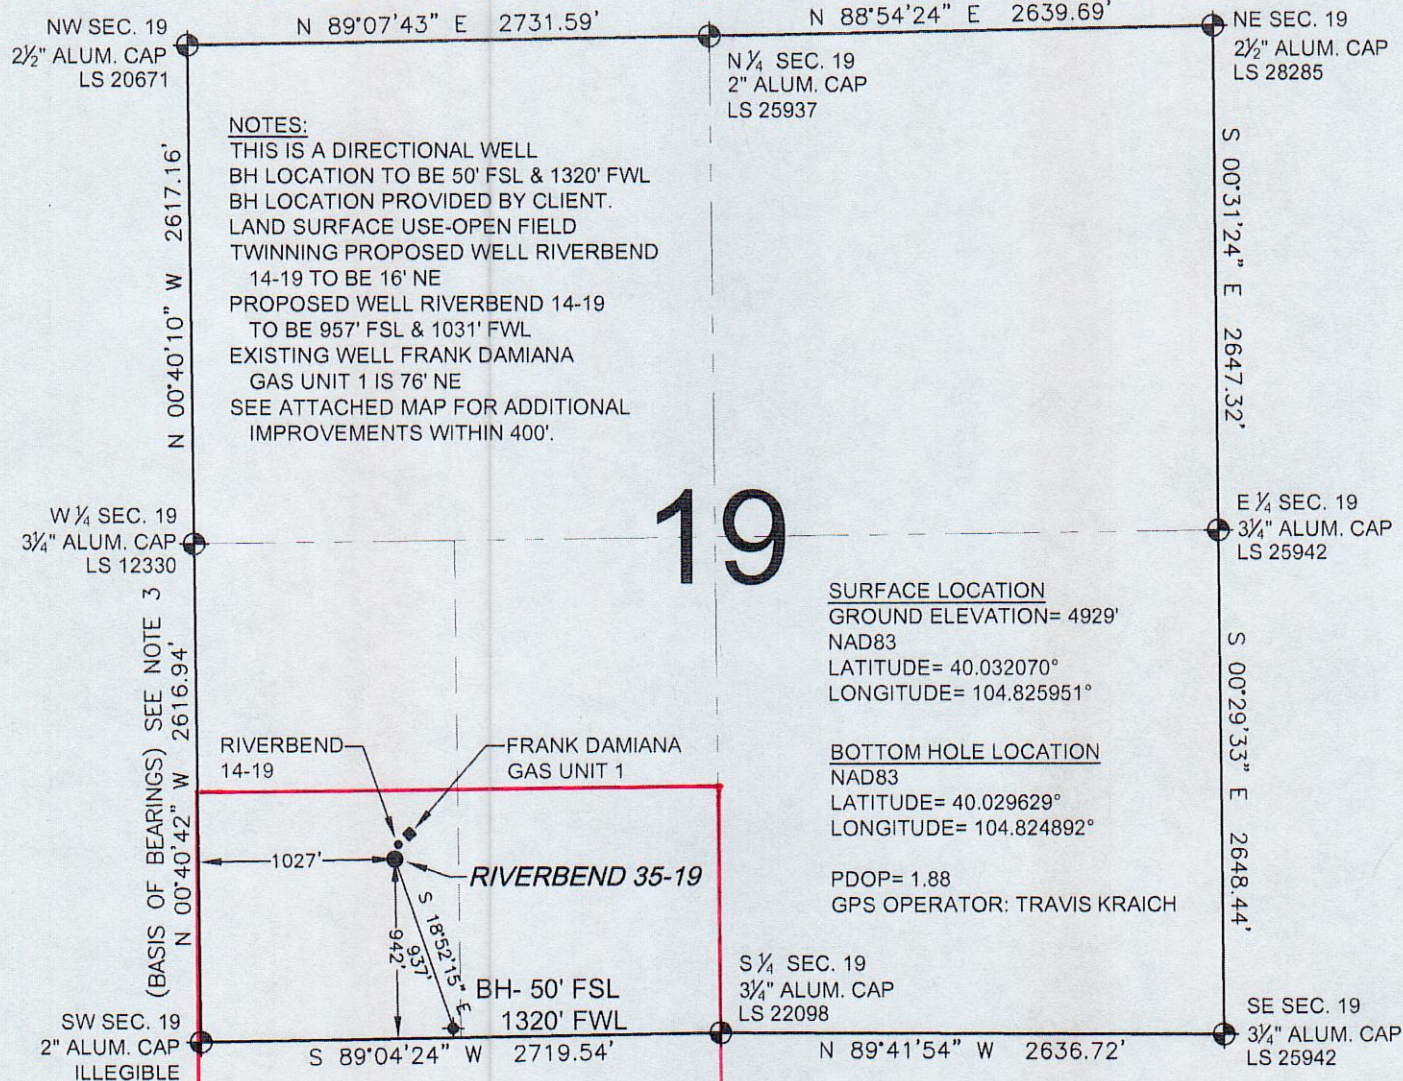 NW SEC. 19
2½" ALUM. CAP
LS 20671
N 89°07'43" E 2731.59'
N 88°54'24" E 2639.69'
NE SEC. 19
2½" ALUM. CAP
LS 28285
N ¼ SEC. 19
2" ALUM. CAP
LS 25937
NOTES:
THIS IS A DIRECTIONAL WELL
BH LOCATION TO BE 50' FSL & 1320' FWL
BH LOCATION PROVIDED BY CLIENT.
LAND SURFACE USE-OPEN FIELD
TWINNING PROPOSED WELL RIVERBEND
14-19 TO BE 16' NE
PROPOSED WELL RIVERBEND 14-19
TO BE 957' FSL & 1031' FWL
EXISTING WELL FRANK DAMIANA
GAS UNIT 1 IS 76' NE
SEE ATTACHED MAP FOR ADDITIONAL
IMPROVEMENTS WITHIN 400'.
N 00°40'10" W 2617.16'
S 00°31'24" E 2647.32'
W ¼ SEC. 19
3¼" ALUM. CAP
LS 12330
19
E ¼ SEC. 19
3¼" ALUM. CAP
LS 25942
SURFACE LOCATION
GROUND ELEVATION= 4929'
NAD83
LATITUDE= 40.032070°
LONGITUDE= 104.825951°
BOTTOM HOLE LOCATION
NAD83
LATITUDE= 40.029629°
LONGITUDE= 104.824892°
PDOP= 1.88
GPS OPERATOR: TRAVIS KRAICH
(BASIS OF BEARINGS) SEE NOTE 3
N 00°40'42" W 2616.94'
S 00°29'33" E 2648.44'
RIVERBEND
14-19
FRANK DAMIANA
GAS UNIT 1
1027'
RIVERBEND 35-19
S 18°52'15" E
937'
942'
BH- 50' FSL
1320' FWL
S ¼ SEC. 19
3¼" ALUM. CAP
LS 22098
SW SEC. 19
2" ALUM. CAP
ILLEGIBLE
S 89°04'24" W 2719.54'
N 89°41'54" W 2636.72'
SE SEC. 19
3¼" ALUM. CAP
LS 25942